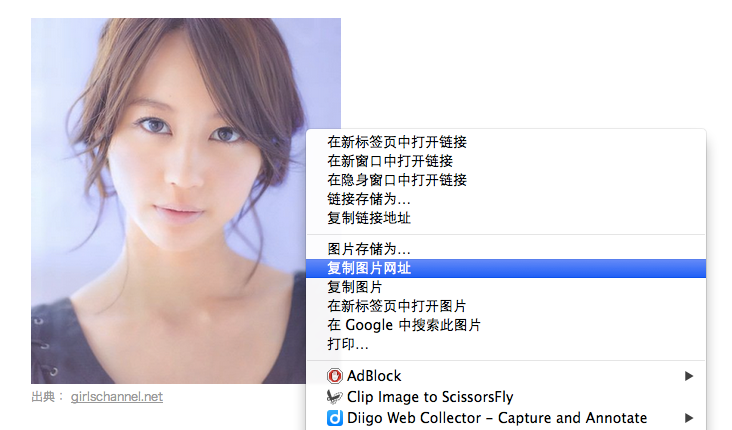 在新标签页中打开链接
在新窗口中打开链接
在隐身窗口中打开链接
链接存储为...
复制链接地址
图片存储为...
复制图片网址
复制图片
在新标签页中打开图片
在 Google 中搜索此图片
打印...
AdBlock
Clip Image to ScissorsFly
Diigo Web Collector - Capture and Annotate
出典： girlschannel.net